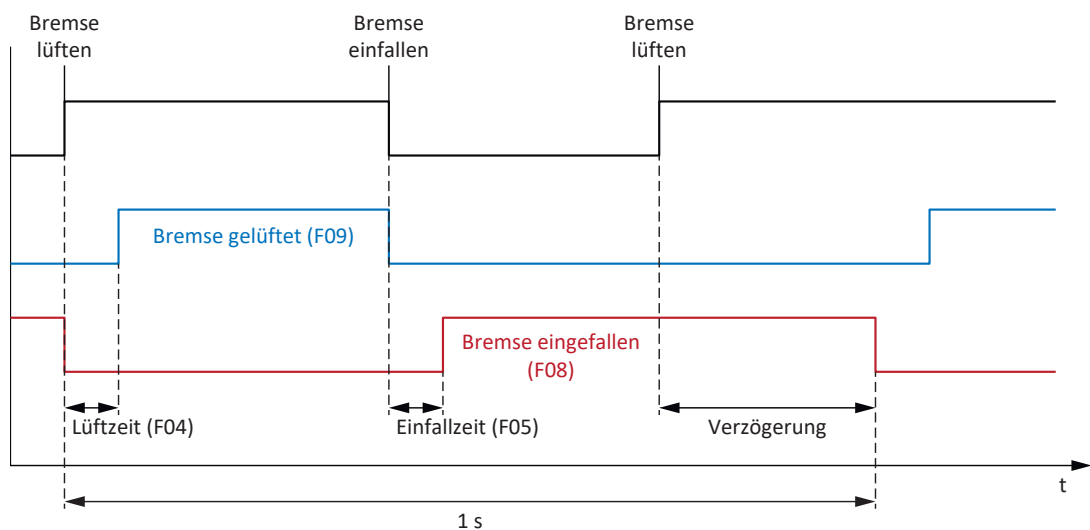 Bremse
lüften
Bremse
einfallen
Bremse
lüften
Bremse gelüftet (F09)
Bremse eingefallen
(F08)
Lüftzeit (F04)
Einfallzeit (F05)
Verzögerung
t
1 s